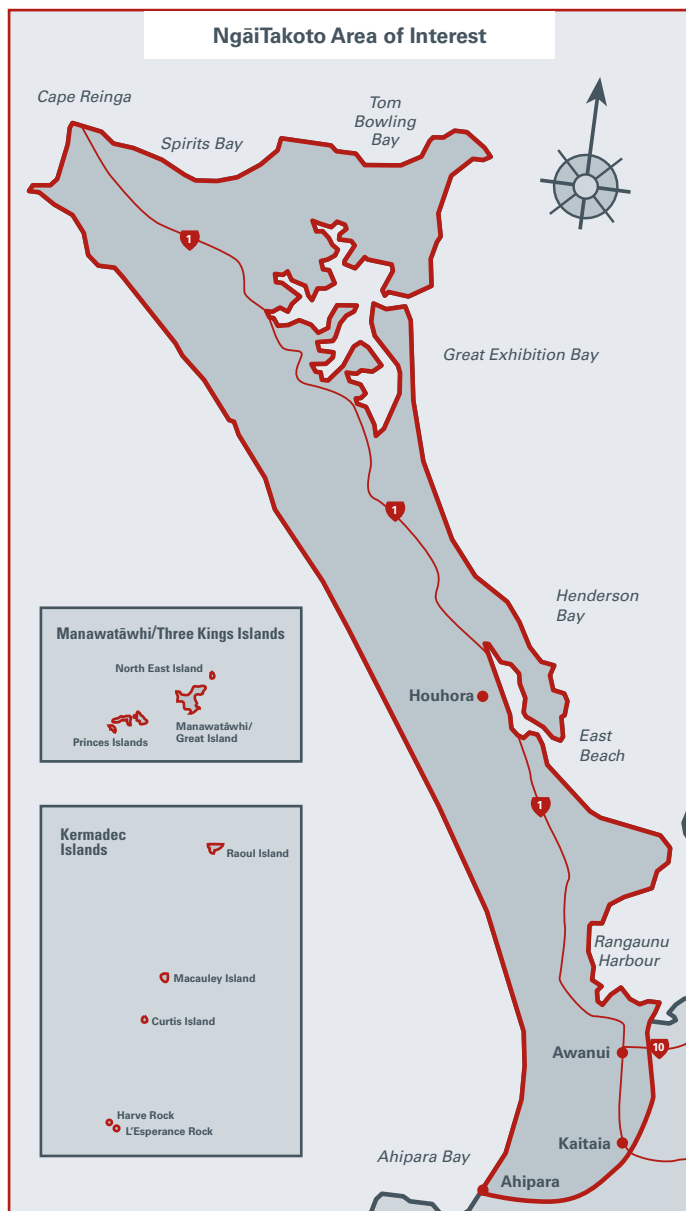 NgāiTakoto Area of Interest
Cape Reinga
Spirits Bay
Tom
Bowling
Bay
1
Great Exhibition Bay
1
Henderson
Bay
Manawatāwhi/Three Kings Islands
North East Island
Manawatāwhi/
Great Island
Princes Islands
Houhora
East
Beach
1
Kermadec
Islands
Raoul Island
Macauley Island
Curtis Island
Harve Rock
L'Esperance Rock
Rangaunu
Harbour
Awanui
10
Kaitaia
Ahipara Bay
Ahipara